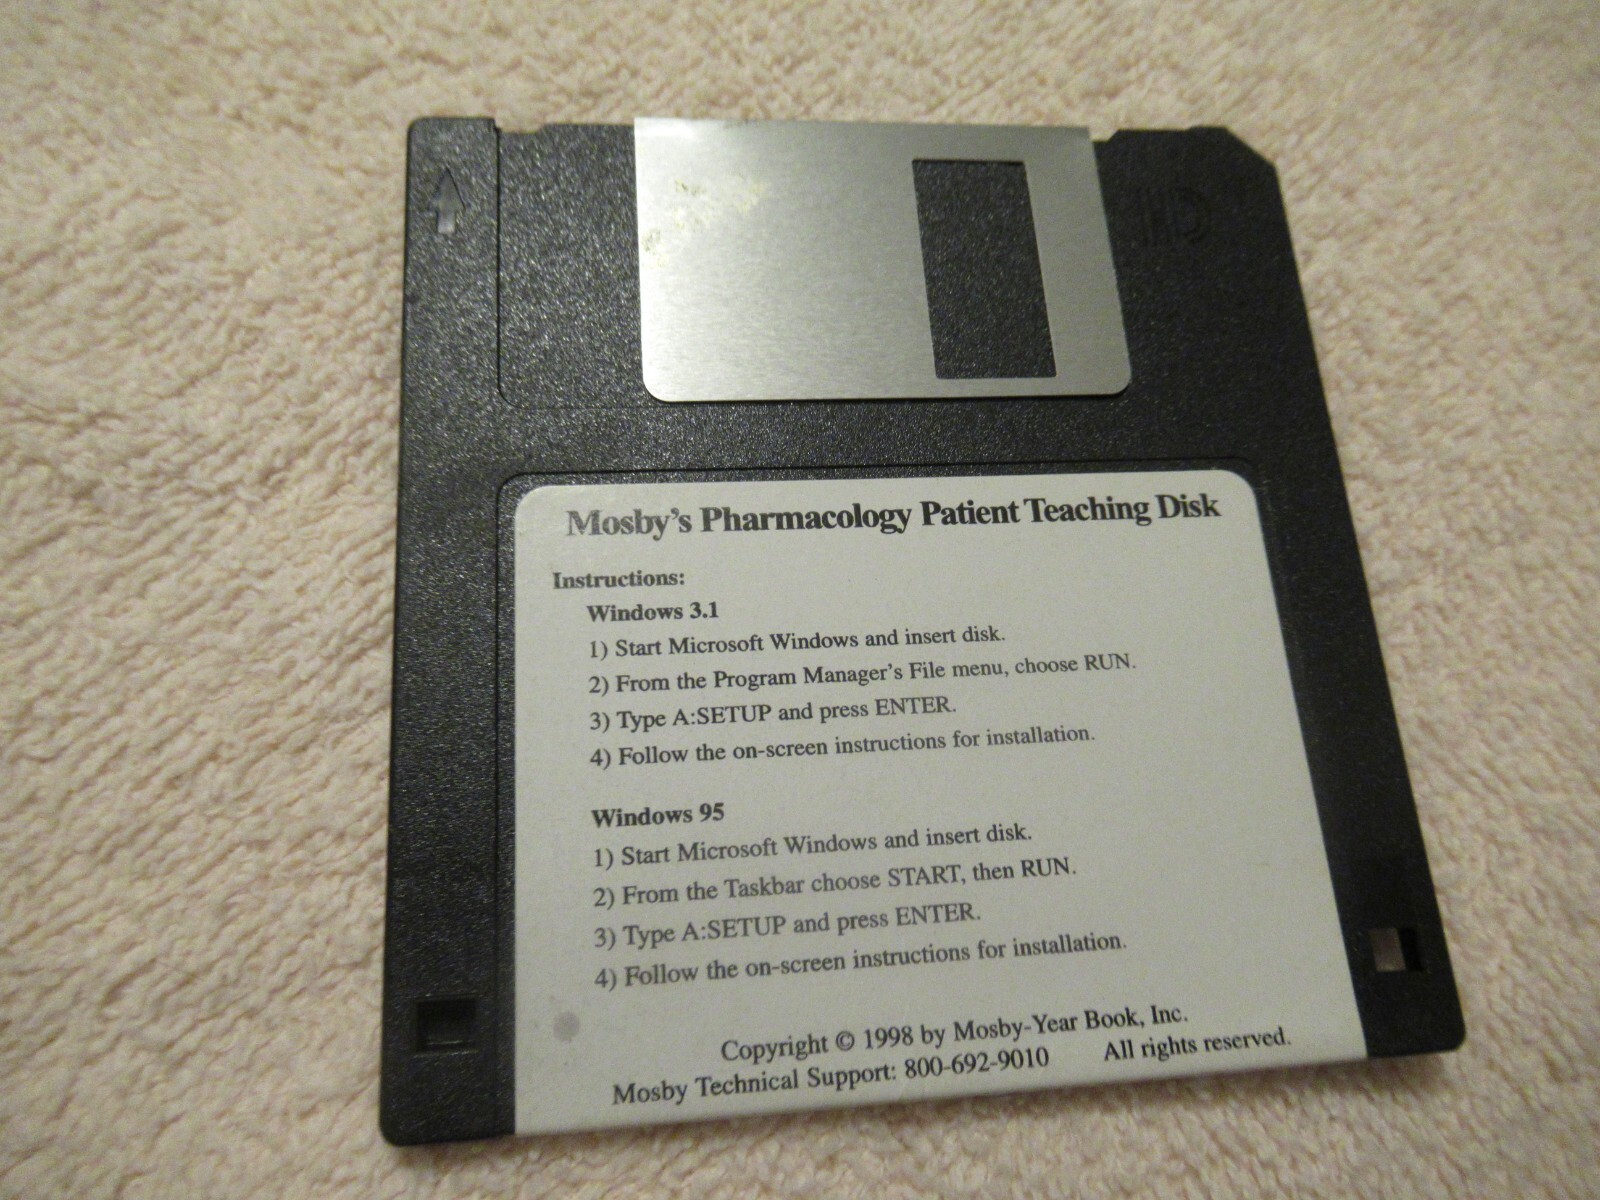 HD
Mosby's Pharmacology Patient Teaching Disk
Instructions:
Windows 3.1
1) Start Microsoft Windows and insert disk.
2) From the Program Manager's File menu, choose RUN.
3) Type A:SETUP and press ENTER.
4) Follow the on-screen instructions for installation.
Windows 95
1) Start Microsoft Windows and insert disk.
2) From the Taskbar choose START, then RUN.
3) Type A:SETUP and press ENTER.
4) Follow the on-screen instructions for installation.
Copyright © 1998 by Mosby-Year Book, Inc.
Mosby Technical Support: 800-692-9010 All rights reserved.